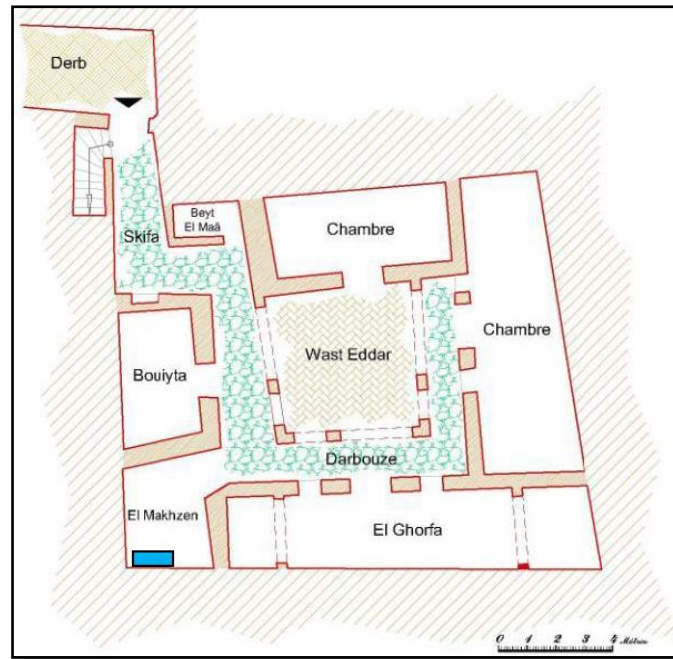 Derb
Beyt
El Maâ
Skifa
Chambre
Chambre
Wast Eddar
Bouiyta
Darbouze
El Makhzen
El Ghorfa
0 1 2 3 4 Mètres